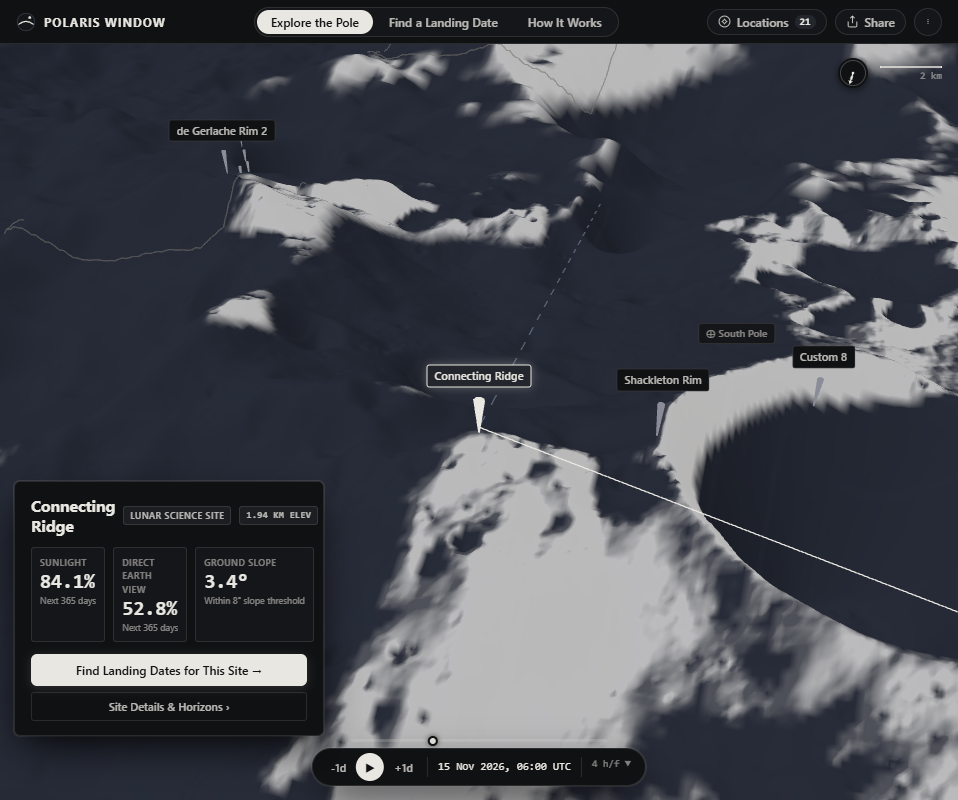 POLARIS WINDOW
Explore the Pole
Find a Landing Date
How It Works
Locations 21
Share
2 km
de Gerlache Rim 2
South Pole
Custom 8
Connecting Ridge
Shackleton Rim
Connecting
Ridge
LUNAR SCIENCE SITE
1.94 KM ELEV
SUNLIGHT
84.1%
Next 365 days
DIRECT
EARTH
VIEW
52.8%
Next 365 days
GROUND SLOPE
3.4°
Within 8° slope threshold
Find Landing Dates for This Site →
Site Details & Horizons ›
-1d
+1d
15 Nov 2026, 06:00 UTC
4 h/f ▼